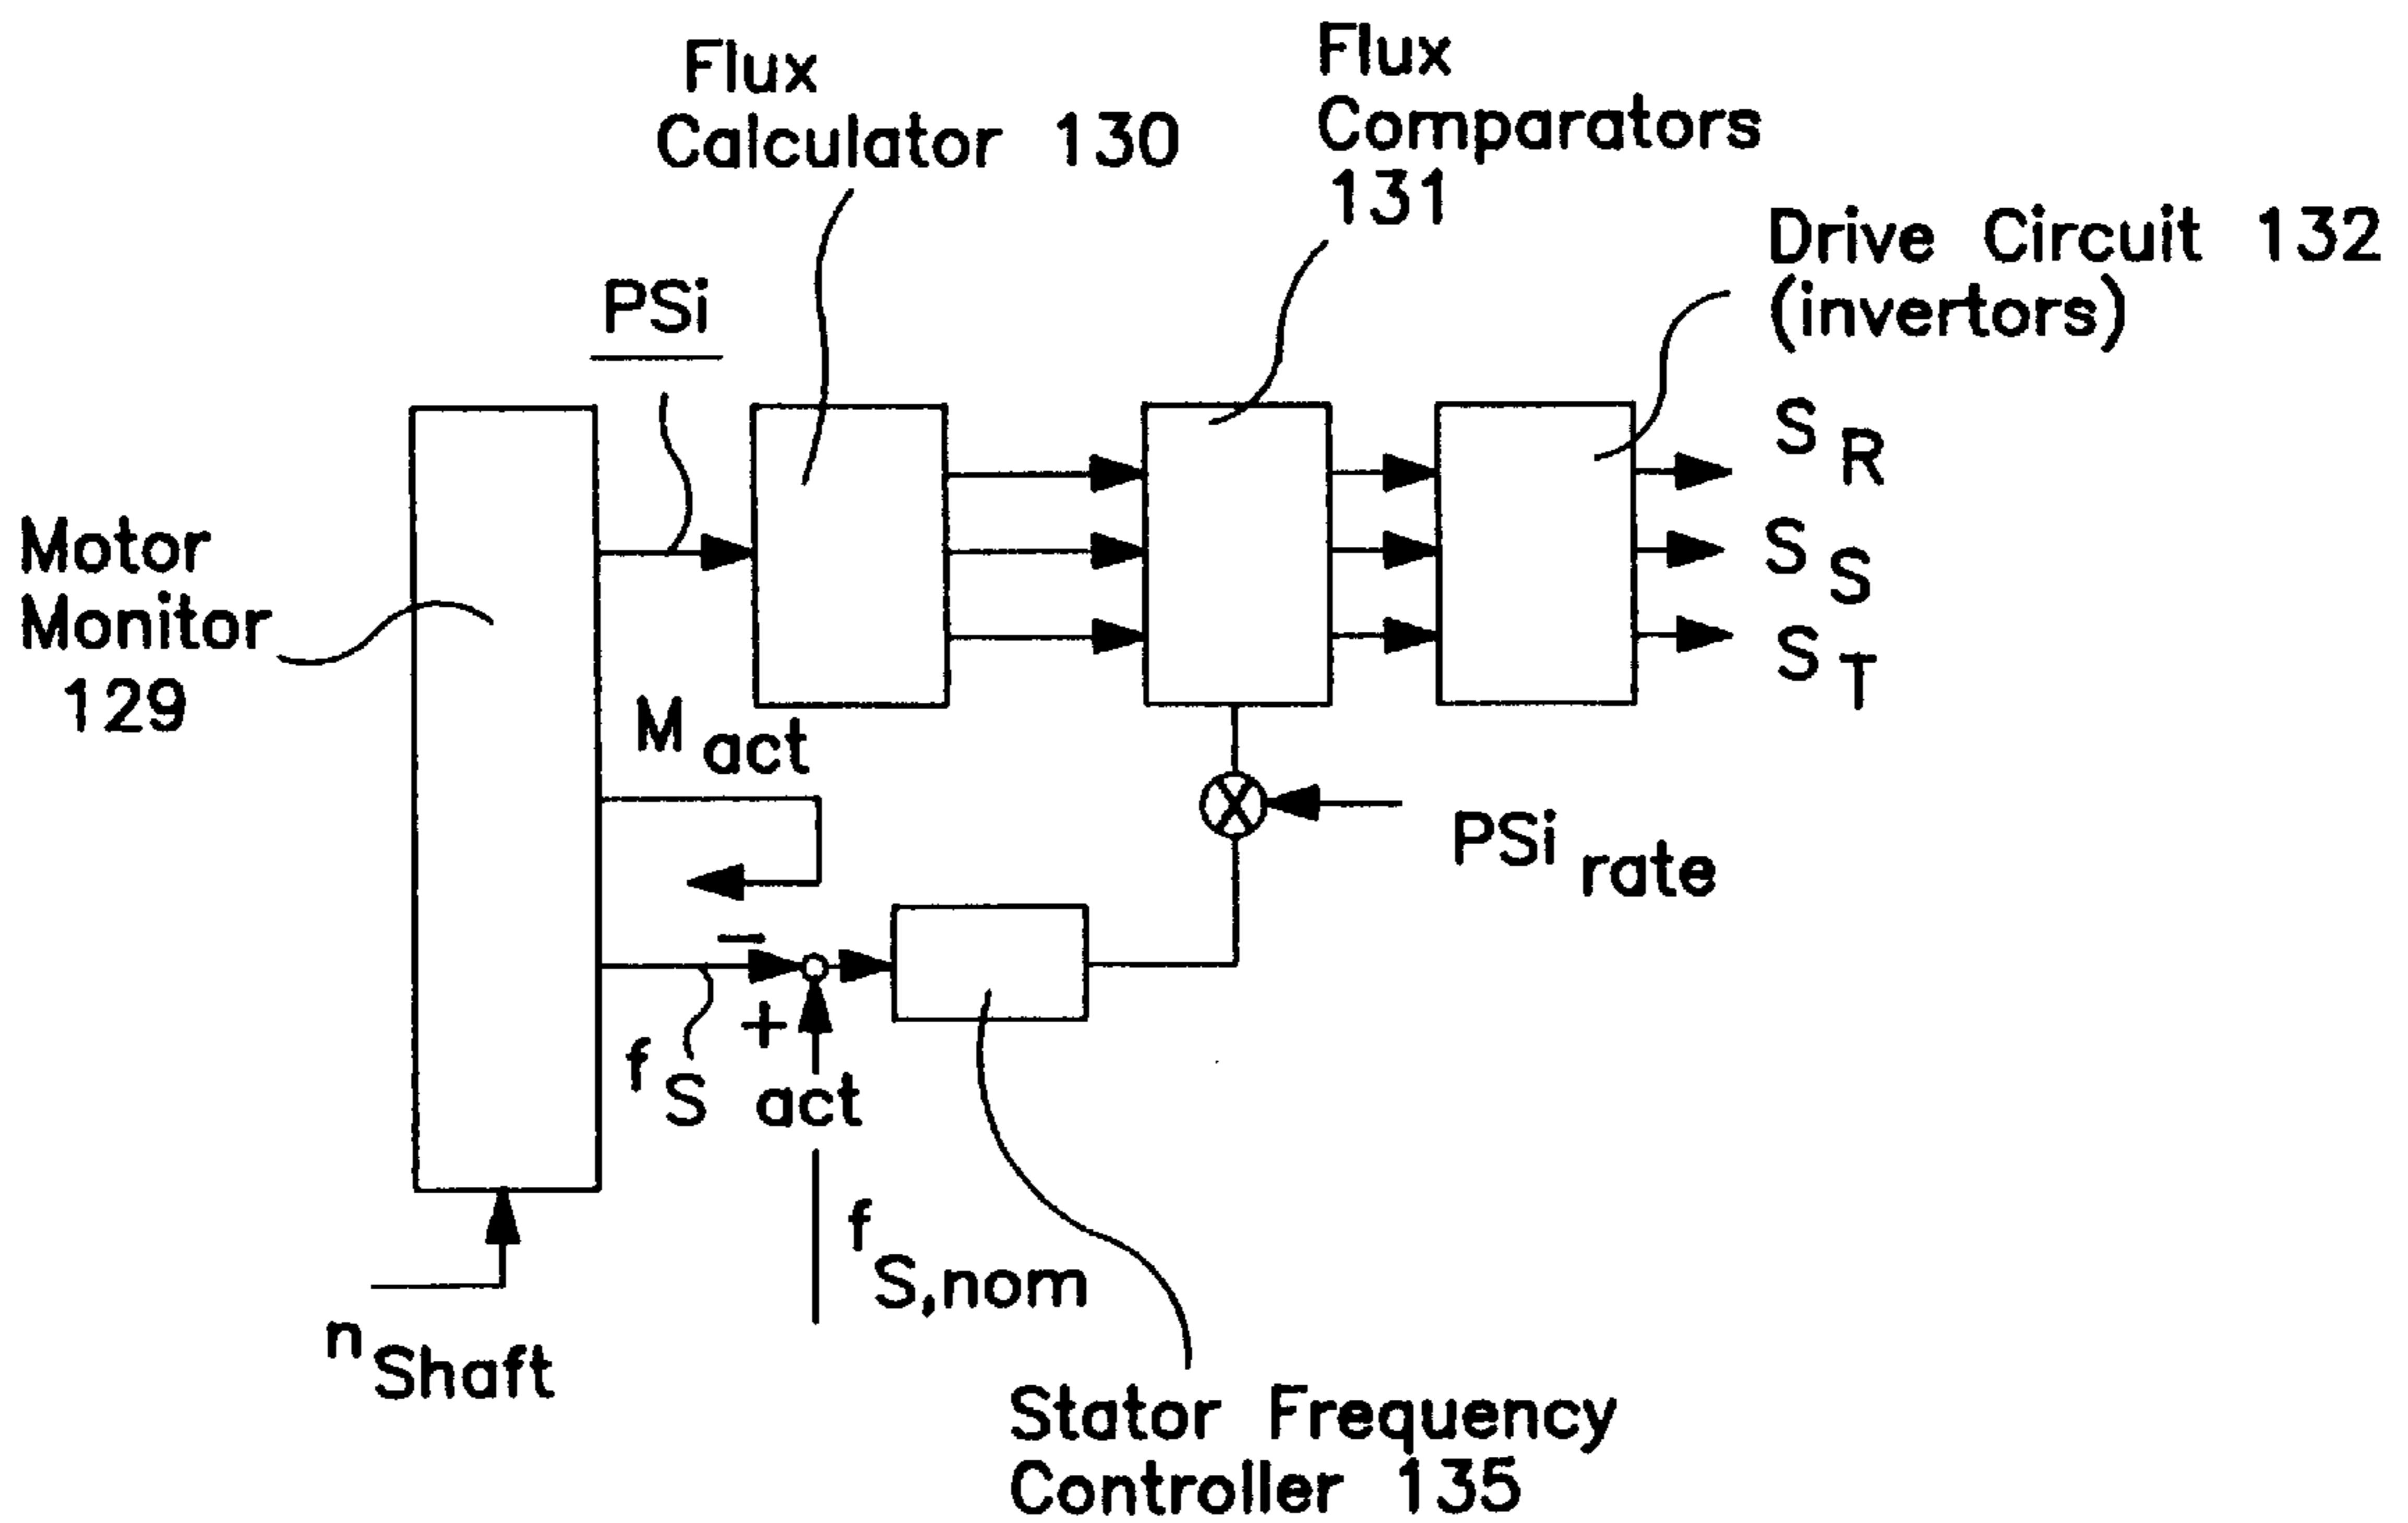 Flux
Calculator 130
Flux
Comparators
131
Drive Circuit 132
(invertors)
PSi
S R
S S
S T
Motor
Monitor
129
M act
PSi rate
−
+
f S act
f S,nom
n Shaft
Stator Frequency
Controller 135